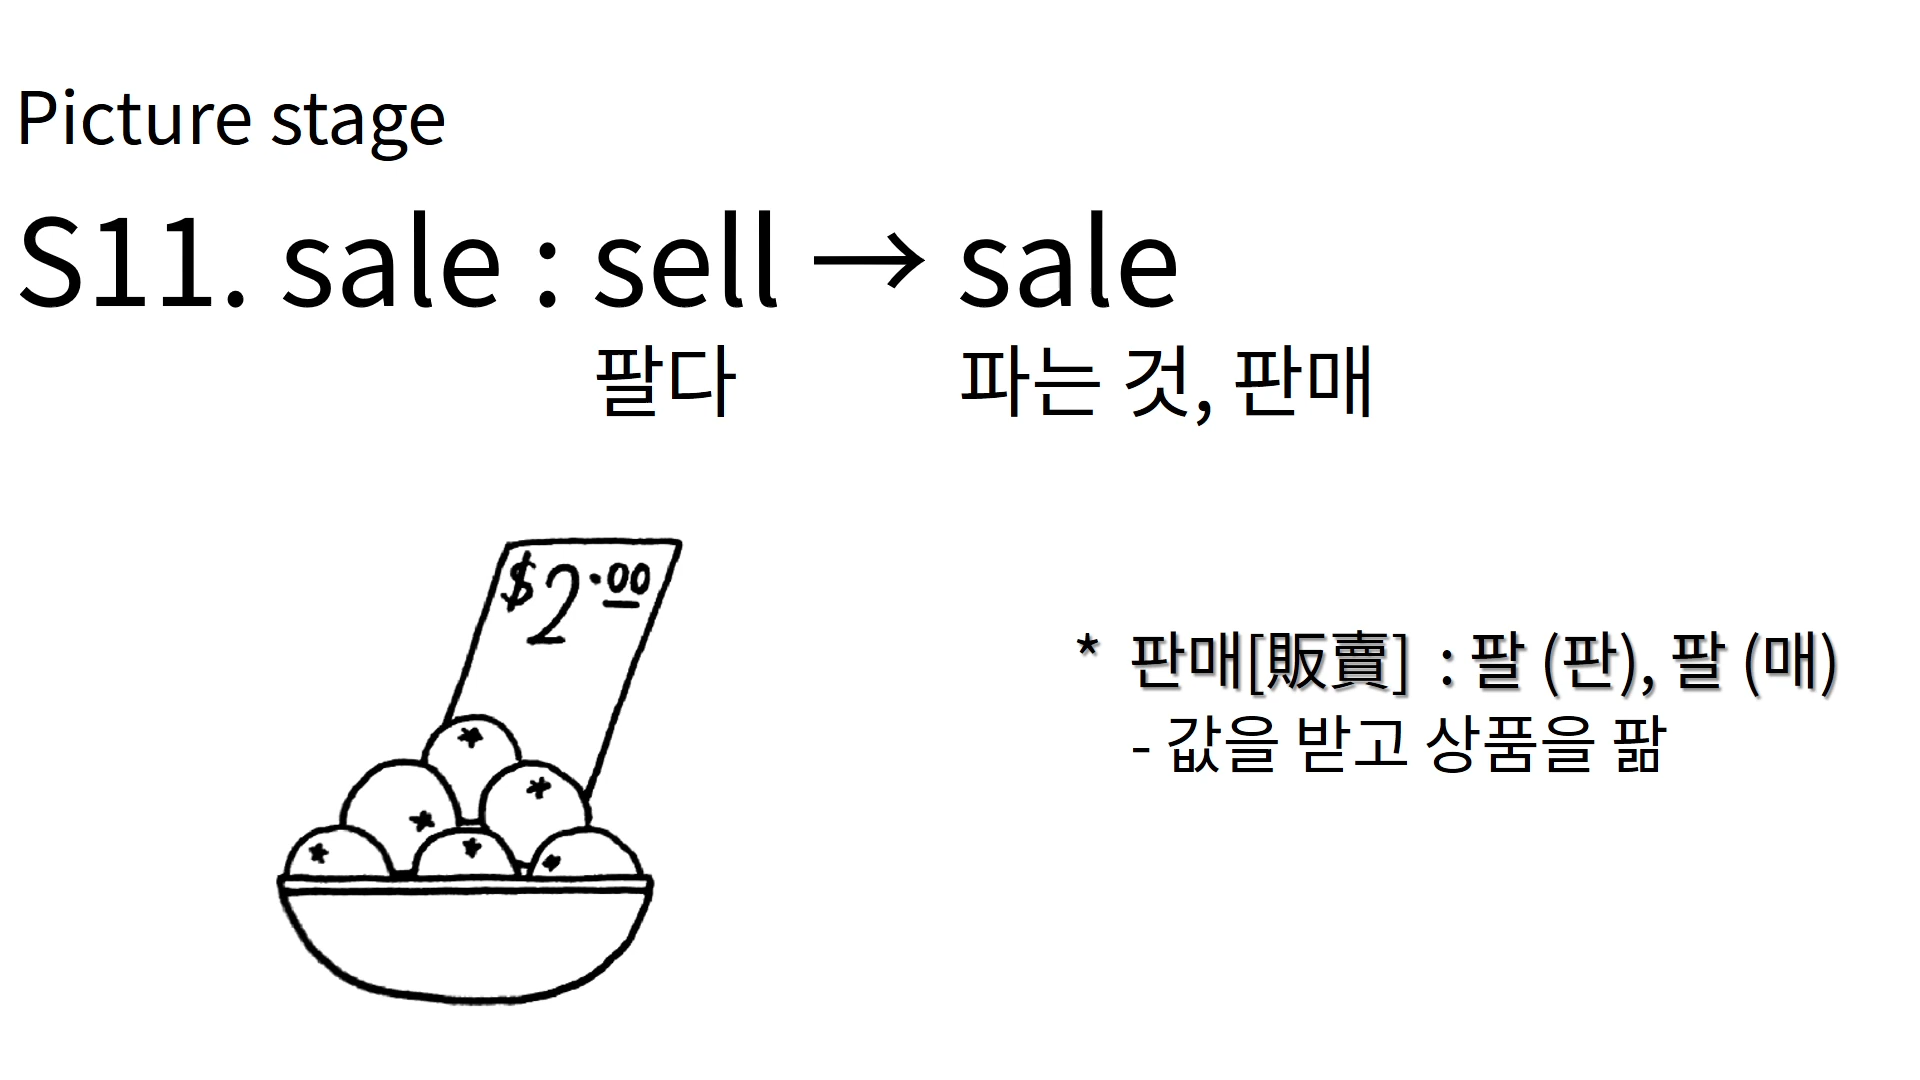 Picture stage
S11. sale : sell → sale
팔다 파는 것, 판매
$2.00
* 판매[販賣] : 팔 (판), 팔 (매)
- 값을 받고 상품을 팖